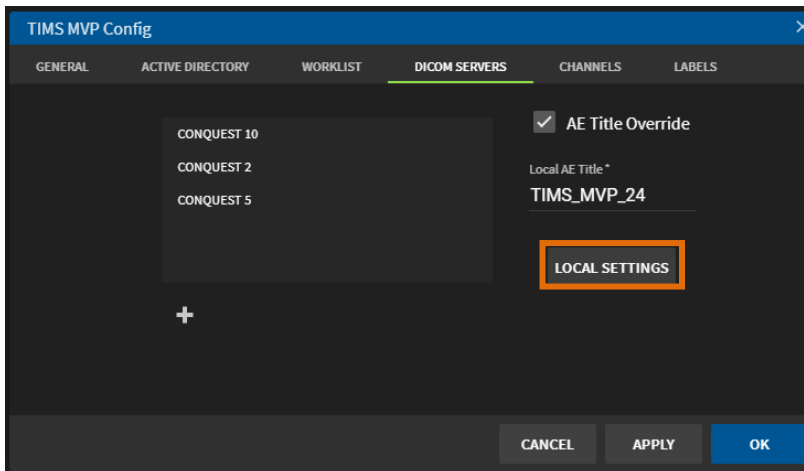 TIMS MVP Config
GENERAL ACTIVE DIRECTORY WORKLIST DICOM SERVERS CHANNELS LABELS
CONQUEST 10
CONQUEST 2
CONQUEST 5
AE Title Override
Local AE Title*
TIMS_MVP_24
LOCAL SETTINGS
CANCEL APPLY OK